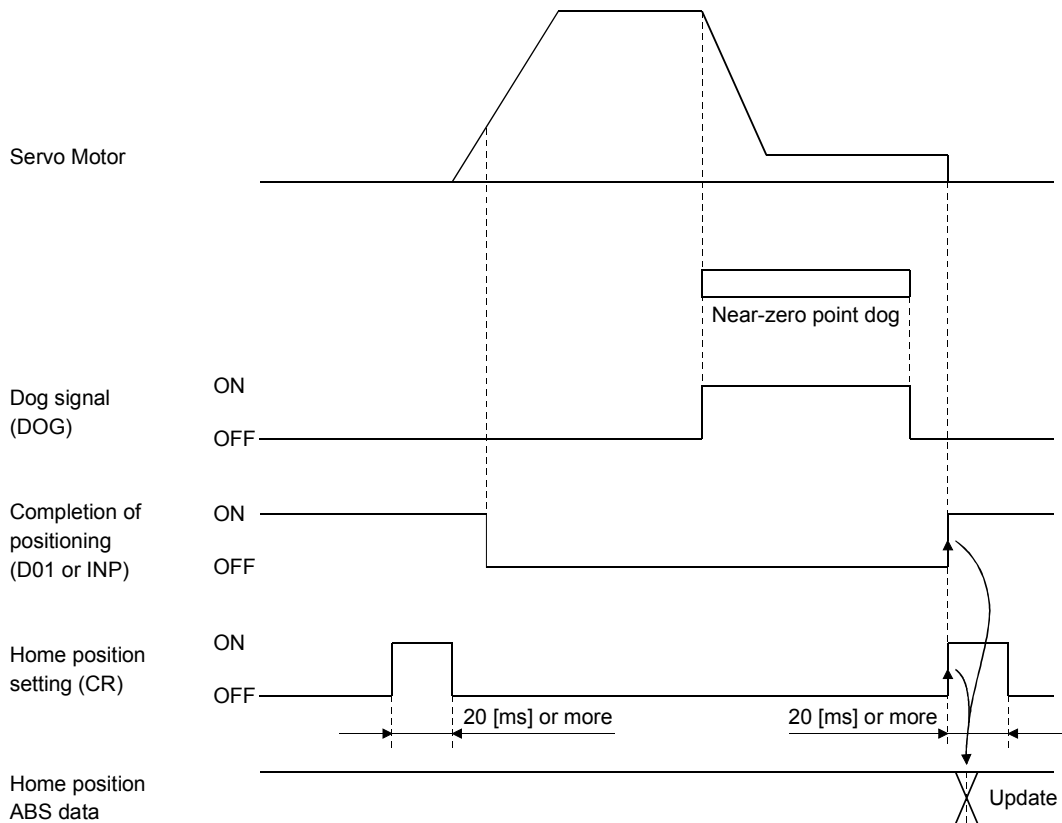 Servo Motor
Near-zero point dog
Dog signal
(DOG)
ON
OFF
Completion of
positioning
(D01 or INP)
ON
OFF
Home position
setting (CR)
ON
OFF
20 [ms] or more
20 [ms] or more
Home position
ABS data
Update